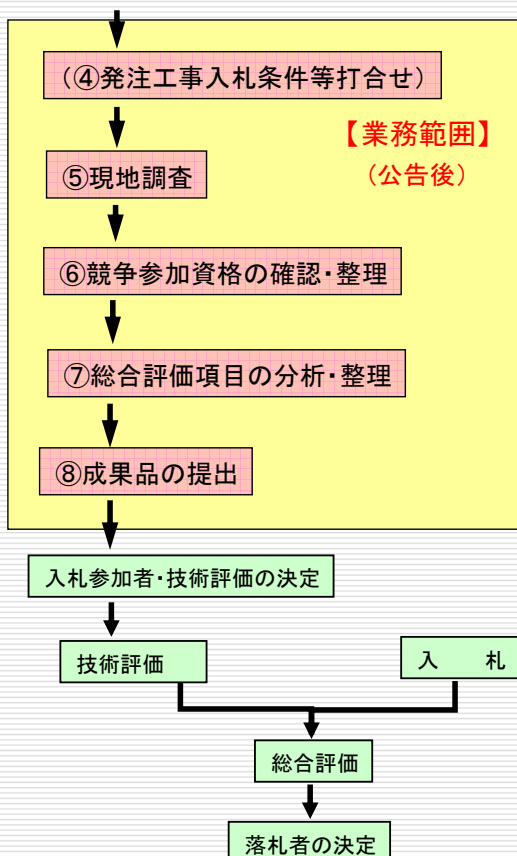 （④発注工事入札条件等打合せ）
【業務範囲】
（公告後）
⑤現地調査
⑥競争参加資格の確認・整理
⑦総合評価項目の分析・整理
⑧成果品の提出
入札参加者・技術評価の決定
技術評価
入　　札
総合評価
落札者の決定